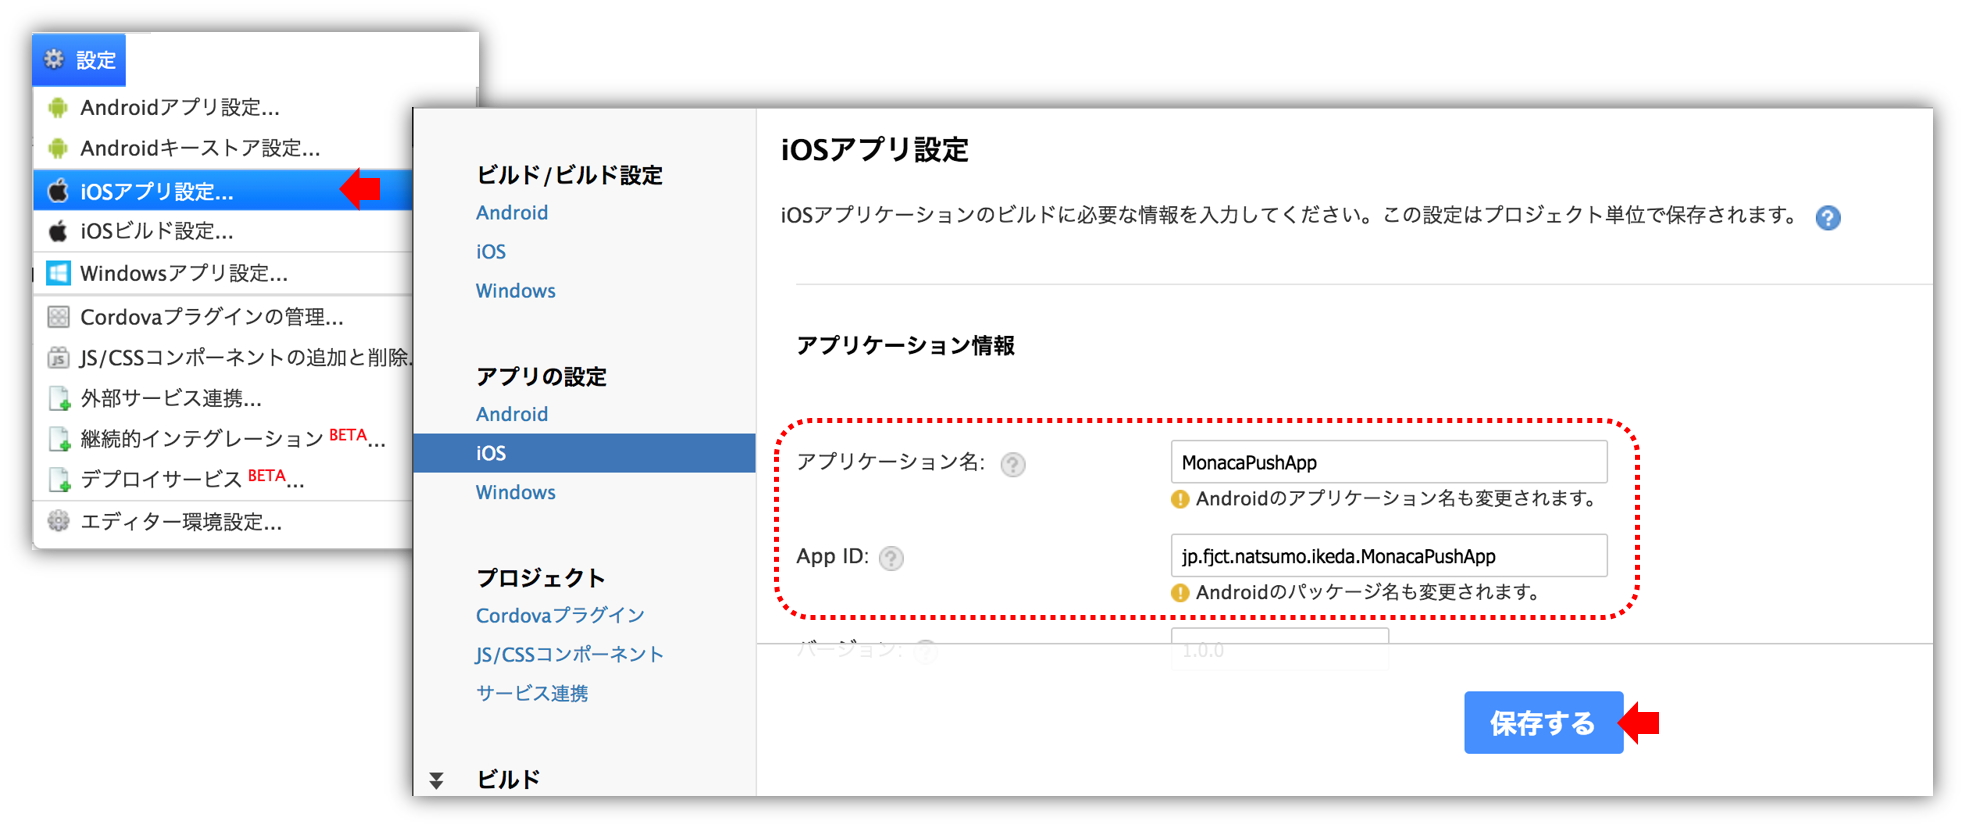 設定
Androidアプリ設定...
Androidキーストア設定...
iOSアプリ設定...
iOSビルド設定...
Windowsアプリ設定...
Cordovaプラグインの管理...
JS/CSSコンポーネントの追加と削除.
外部サービス連携...
継続的インテグレーション BETA...
デプロイサービス BETA...
エディター環境設定...
ビルド/ビルド設定
Android
iOS
Windows
アプリの設定
Android
iOS
Windows
プロジェクト
Cordovaプラグイン
JS/CSSコンポーネント
サービス連携
ビルド
iOSアプリ設定
iOSアプリケーションのビルドに必要な情報を入力してください。この設定はプロジェクト単位で保存されます。 ?
アプリケーション情報
アプリケーション名: ? MonacaPushApp
Androidのアプリケーション名も変更されます。
App ID: ? jp.fjct.natsumo.ikeda.MonacaPushApp
Androidのパッケージ名も変更されます。
バージョン: ? 1.0.0
保存する